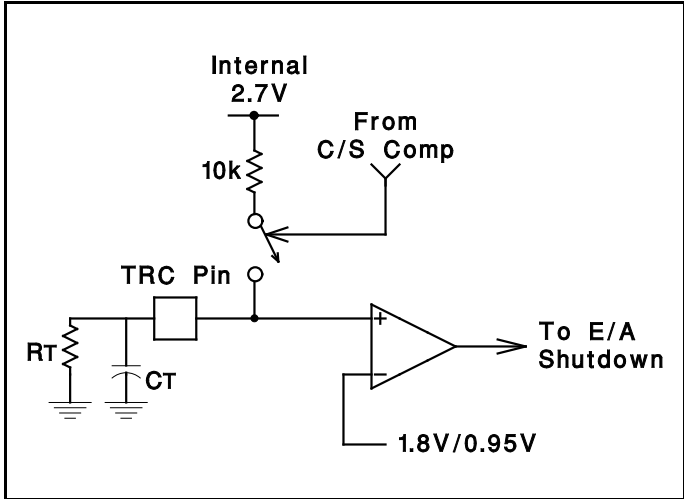 Internal
2.7V
From
C/S Comp
10k
TRC Pin
+
To E/A
Shutdown
RT
CT
−
1.8V/0.95V